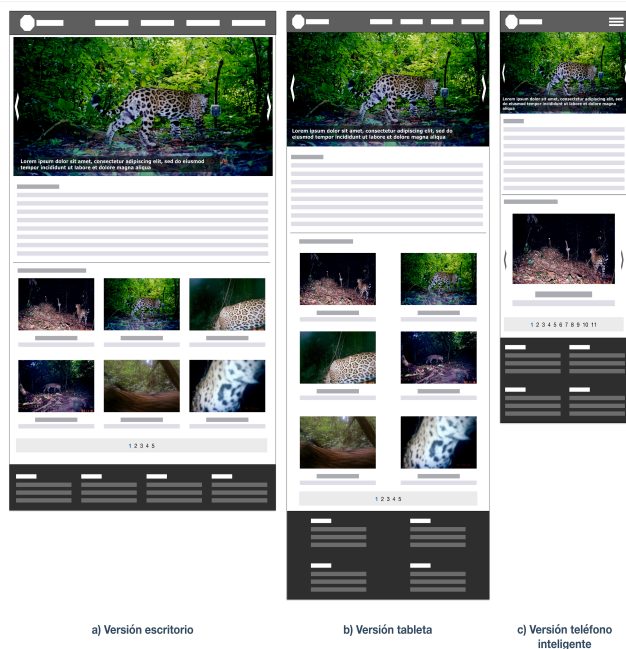 Lorem ipsum dolor sit amet, consectetur adipiscing elit, sed do eiusmod
tempor incididunt ut labore et dolore magna aliqua
1 2 3 4 5
a) Versión escritorio
Lorem ipsum dolor sit amet, consectetur adipiscing elit, sed do
eiusmod tempor incididunt ut labore et dolore magna aliqua
1 2 3 4 5
b) Versión tableta
Lorem ipsum dolor sit amet, consectetur adipiscing elit, sed
do eiusmod tempor incididunt ut labore et dolore magna
aliqua
1 2 3 4 5 6 7 8 9 10 11
c) Versión teléfono
inteligente